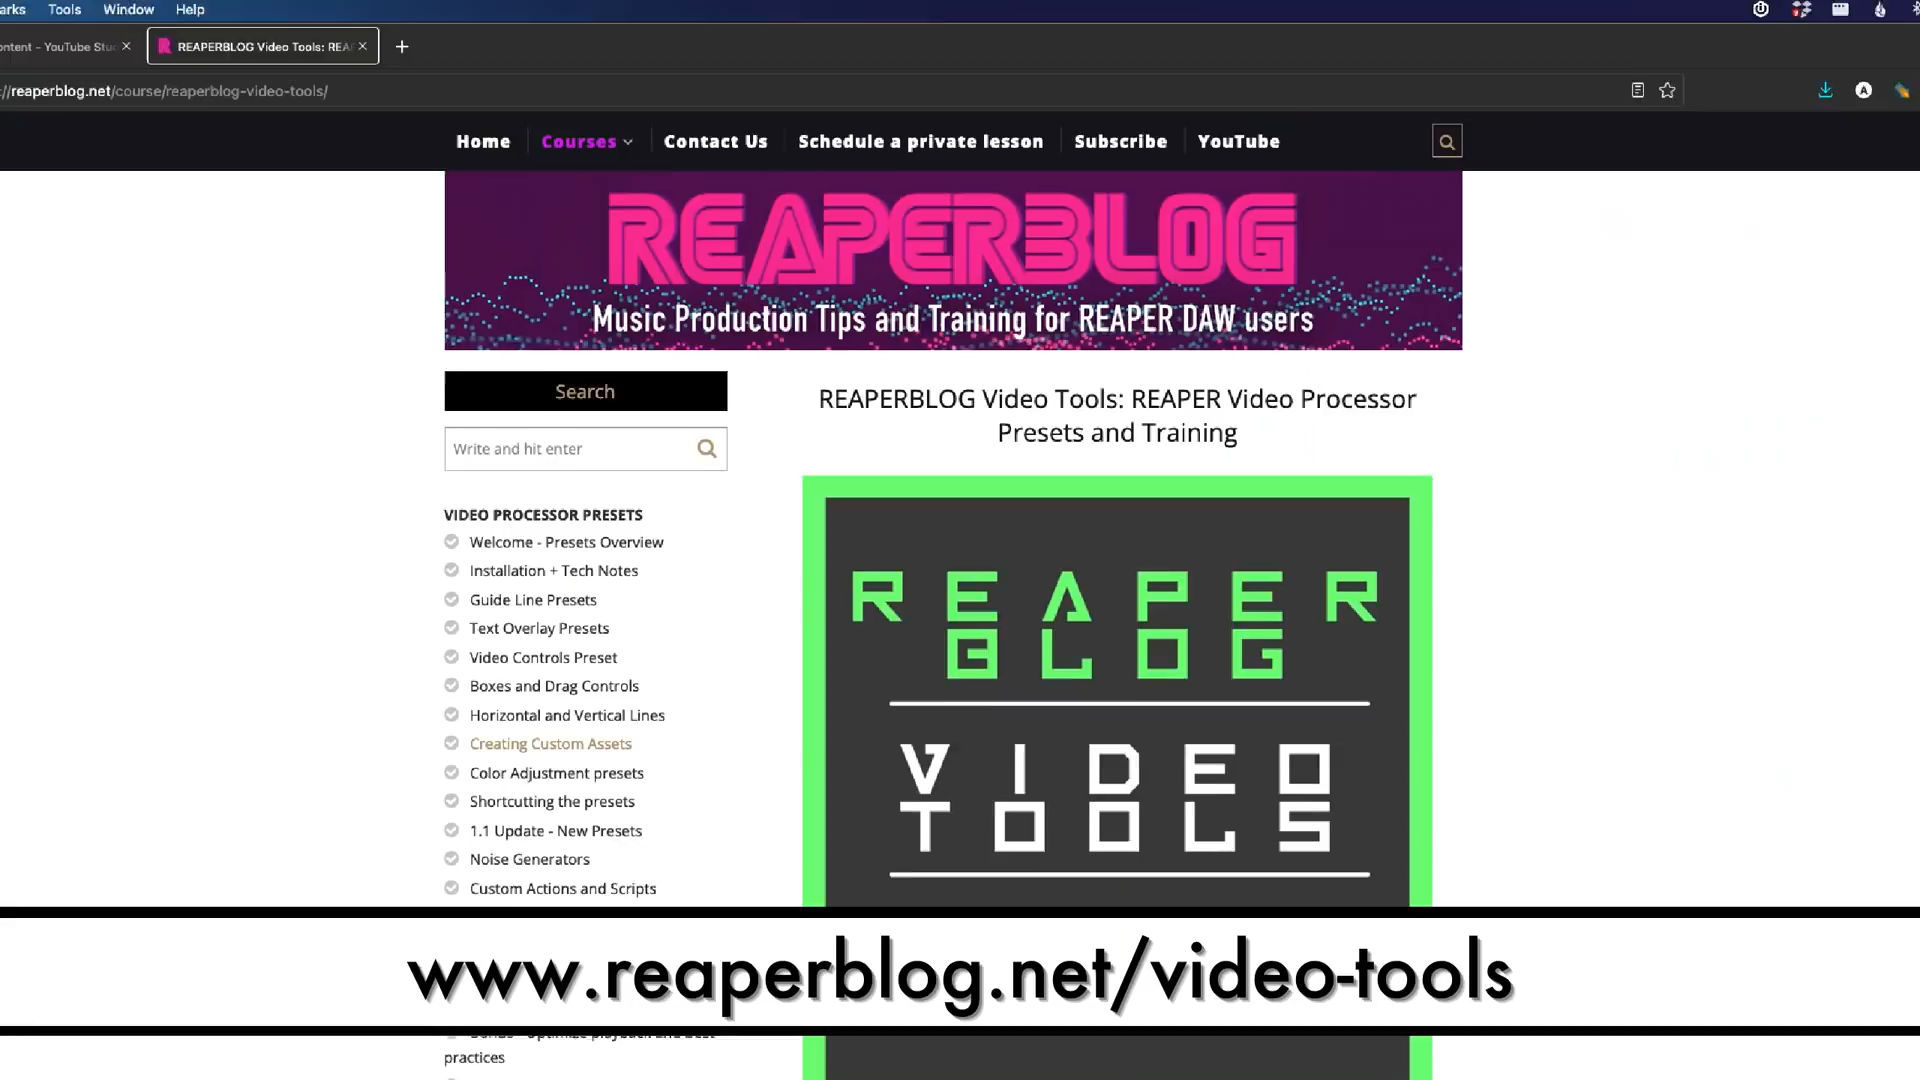 Tools Window Help
REAPERBLOG Video Tools: REA
reaperblog.net/course/reaperblog-video-tools/
Home Courses Contact Us Schedule a private lesson Subscribe YouTube
REAPERBLOG
Music Production Tips and Training for REAPER DAW users
Search
Write and hit enter
VIDEO PROCESSOR PRESETS
Welcome - Presets Overview
Installation + Tech Notes
Guide Line Presets
Text Overlay Presets
Video Controls Preset
Boxes and Drag Controls
Horizontal and Vertical Lines
Creating Custom Assets
Color Adjustment presets
Shortcutting the presets
1.1 Update - New Presets
Noise Generators
Custom Actions and Scripts
practices
REAPERBLOG Video Tools: REAPER Video Processor
Presets and Training
REAPER
BLOG
VIDEO
TOOLS
www.reaperblog.net/video-tools